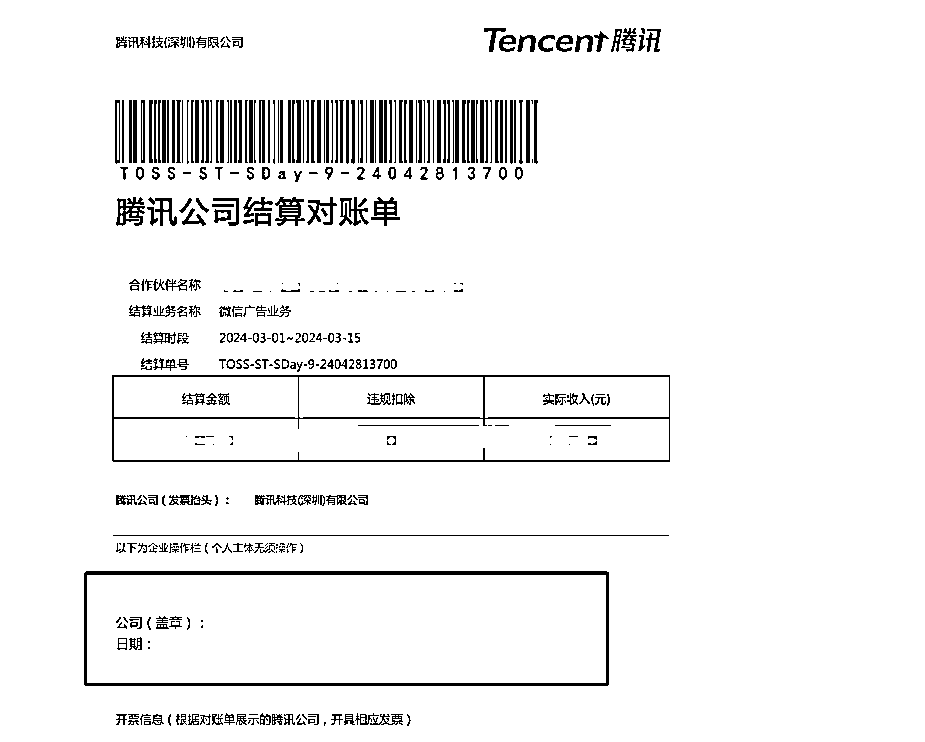 腾讯科技(深圳)有限公司
Tencent腾讯
TOSS-ST-SDay-9-24042813700
腾讯公司结算对账单
合作伙伴名称
结算业务名称 微信广告业务
结算时段 2024-03-01~2024-03-15
结算单号 TOSS-ST-SDay-9-24042813700
结算金额 违规扣除 实际收入(元)
腾讯公司(发票抬头): 腾讯科技(深圳)有限公司
以下为企业操作栏(个人主体无须操作)
公司(盖章):
日期:
开票信息(根据对账单展示的腾讯公司,开具相应发票)